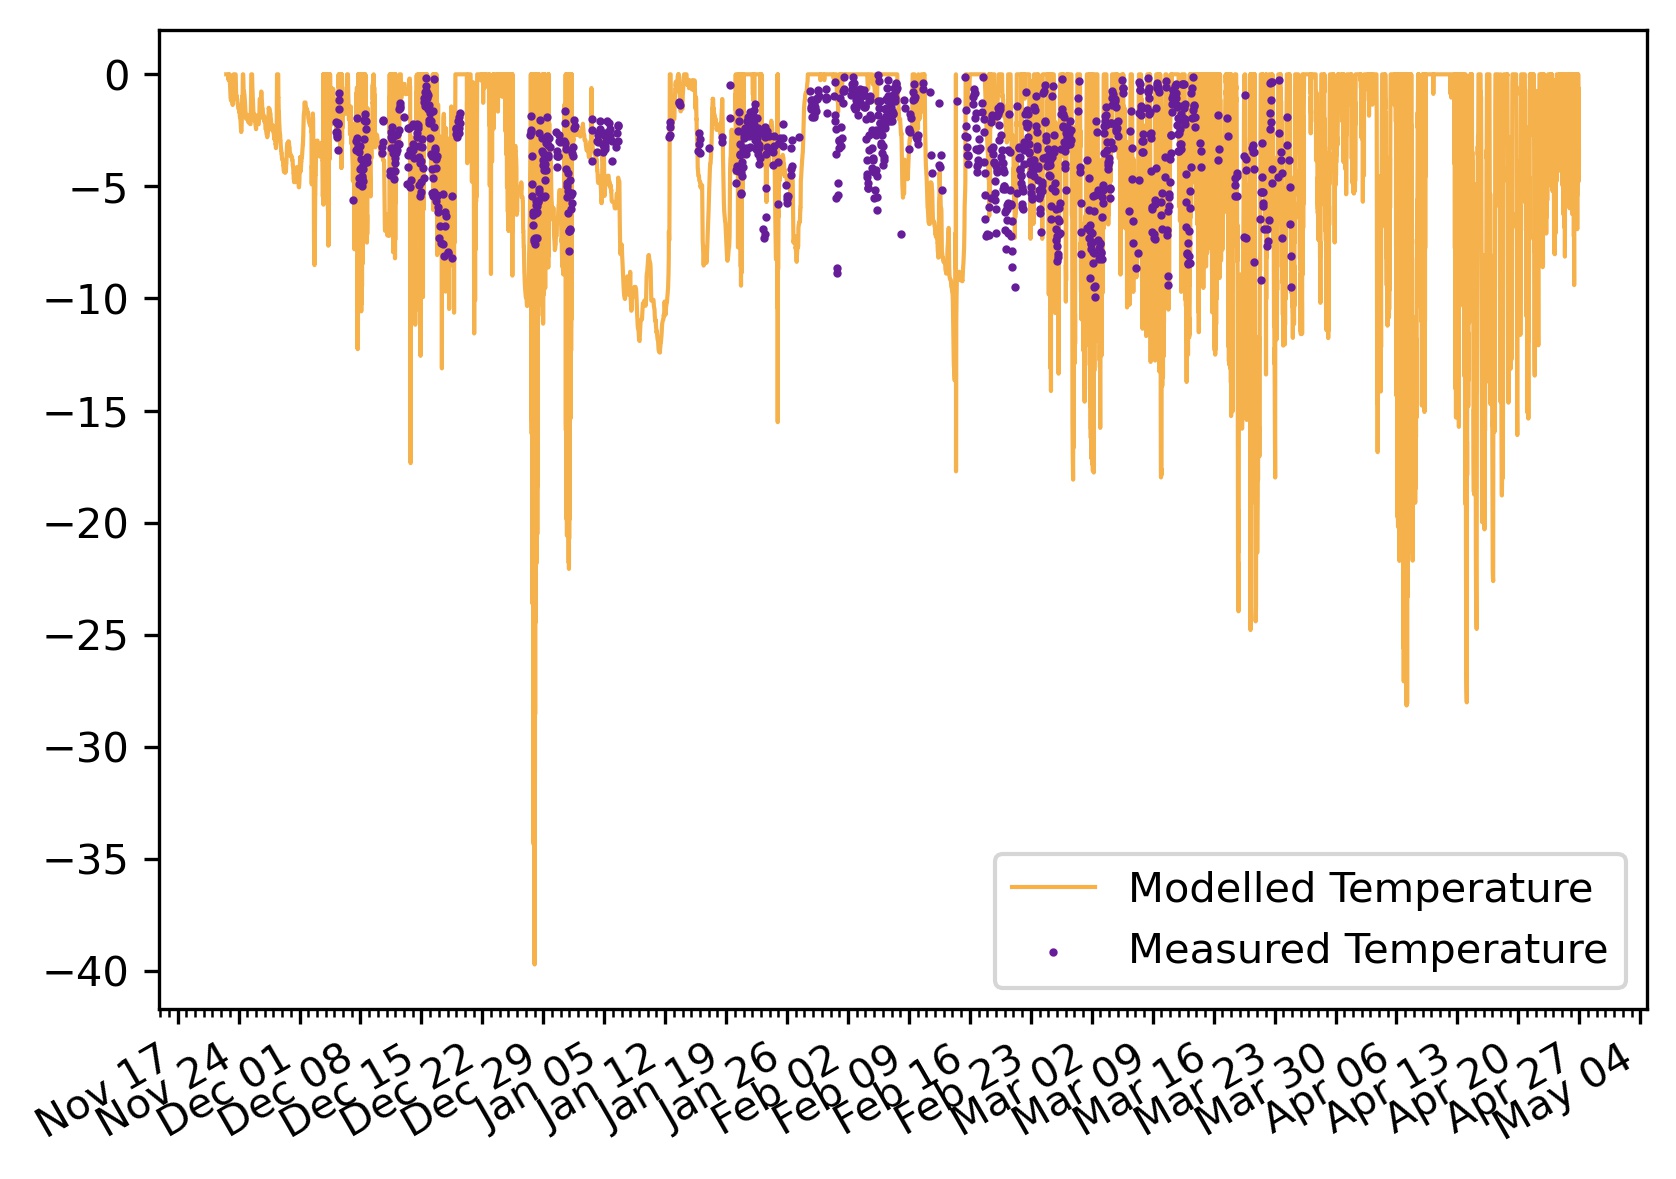 0
−5
−10
−15
−20
−25
−30
−35
−40
Modelled Temperature
Measured Temperature
Nov 17
Nov 24
Dec 01
Dec 08
Dec 15
Dec 22
Dec 29
Jan 05
Jan 12
Jan 19
Jan 26
Feb 02
Feb 09
Feb 16
Feb 23
Mar 02
Mar 09
Mar 16
Mar 23
Mar 30
Apr 06
Apr 13
Apr 20
Apr 27
May 04